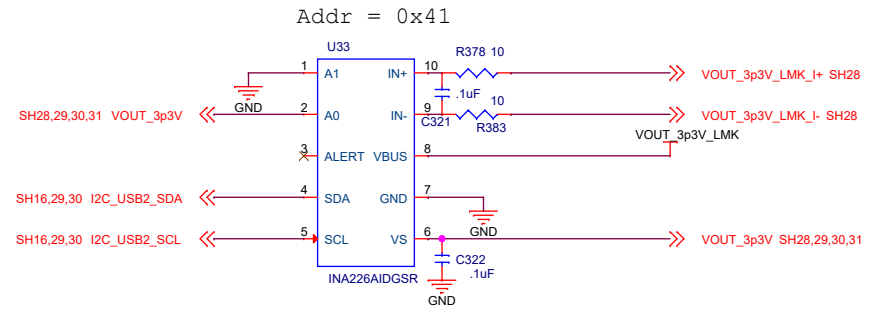 Addr = 0x41
U33
R378 10
1 A1 IN+ 10
VOUT_3p3V_LMK_I+ SH28
GND
.1uF
10
SH28,29,30,31 VOUT_3p3V
2 A0 IN- 9
VOUT_3p3V_LMK_I- SH28
C321
R383
VOUT_3p3V_LMK
3 ALERT VBUS 8
SH16,29,30 I2C_USB2_SDA
4 SDA GND 7
GND
SH16,29,30 I2C_USB2_SCL
5 SCL VS 6
VOUT_3p3V SH28,29,30,31
C322
.1uF
INA226AIDGSR
GND